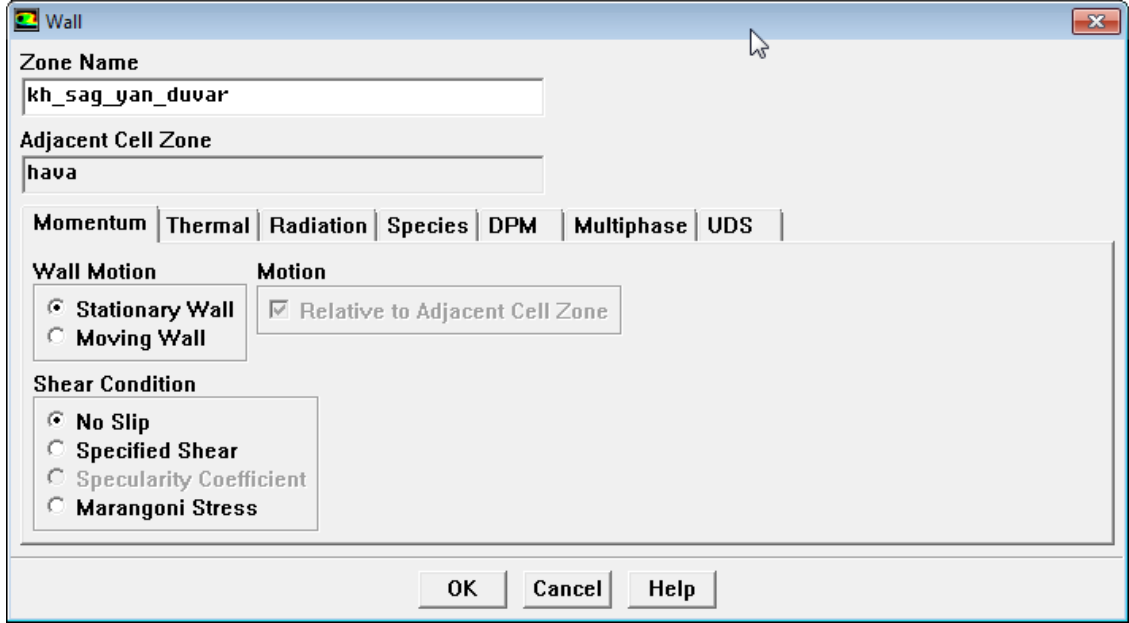 Wall
Zone Name
kh_sag_yan_duvar
Adjacent Cell Zone
hava
Momentum Thermal Radiation Species DPM Multiphase UDS
Wall Motion Motion
Stationary Wall Relative to Adjacent Cell Zone
Moving Wall
Shear Condition
No Slip
Specified Shear
Specularity Coefficient
Marangoni Stress
OK Cancel Help